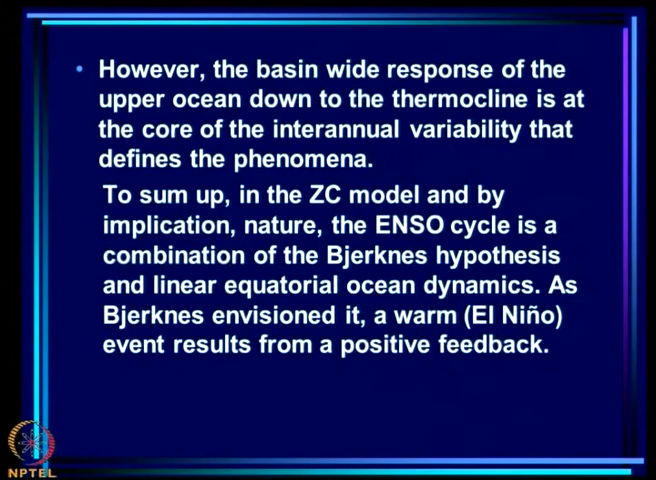 • However, the basin wide response of the
upper ocean down to the thermocline is at
the core of the interannual variability that
defines the phenomena.
To sum up, in the ZC model and by
implication, nature, the ENSO cycle is a
combination of the Bjerknes hypothesis
and linear equatorial ocean dynamics. As
Bjerknes envisioned it, a warm (El Niño)
event results from a positive feedback.
NPTEL